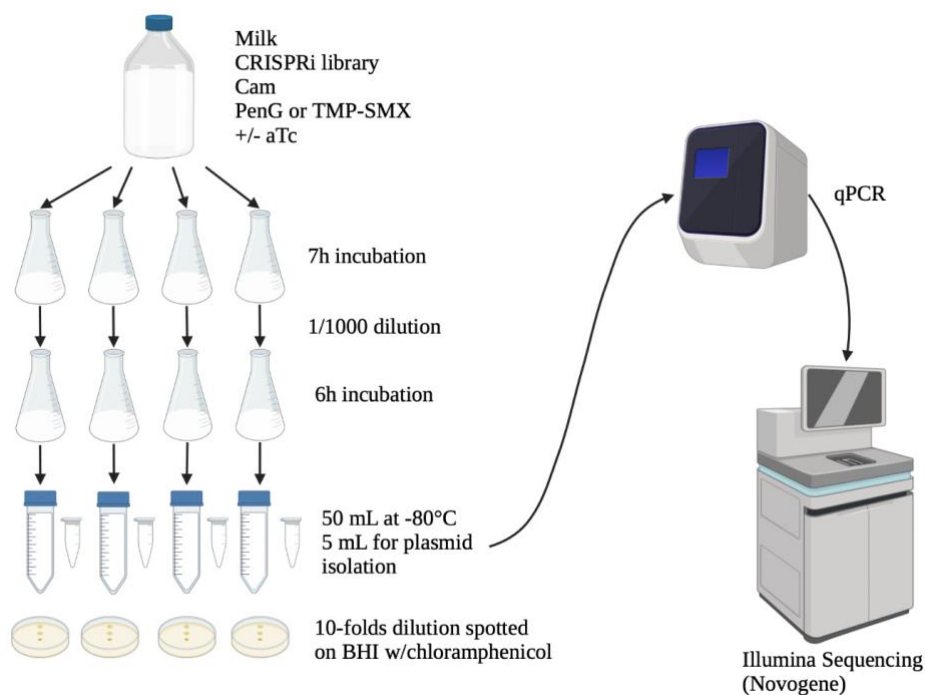 Milk
CRISPRi library
Cam
PenG or TMP-SMX
+/- aTc
7h incubation
1/1000 dilution
6h incubation
50 mL at -80°C
5 mL for plasmid
isolation
10-folds dilution spotted
on BHI w/chloramphenicol
qPCR
Illumina Sequencing
(Novogene)